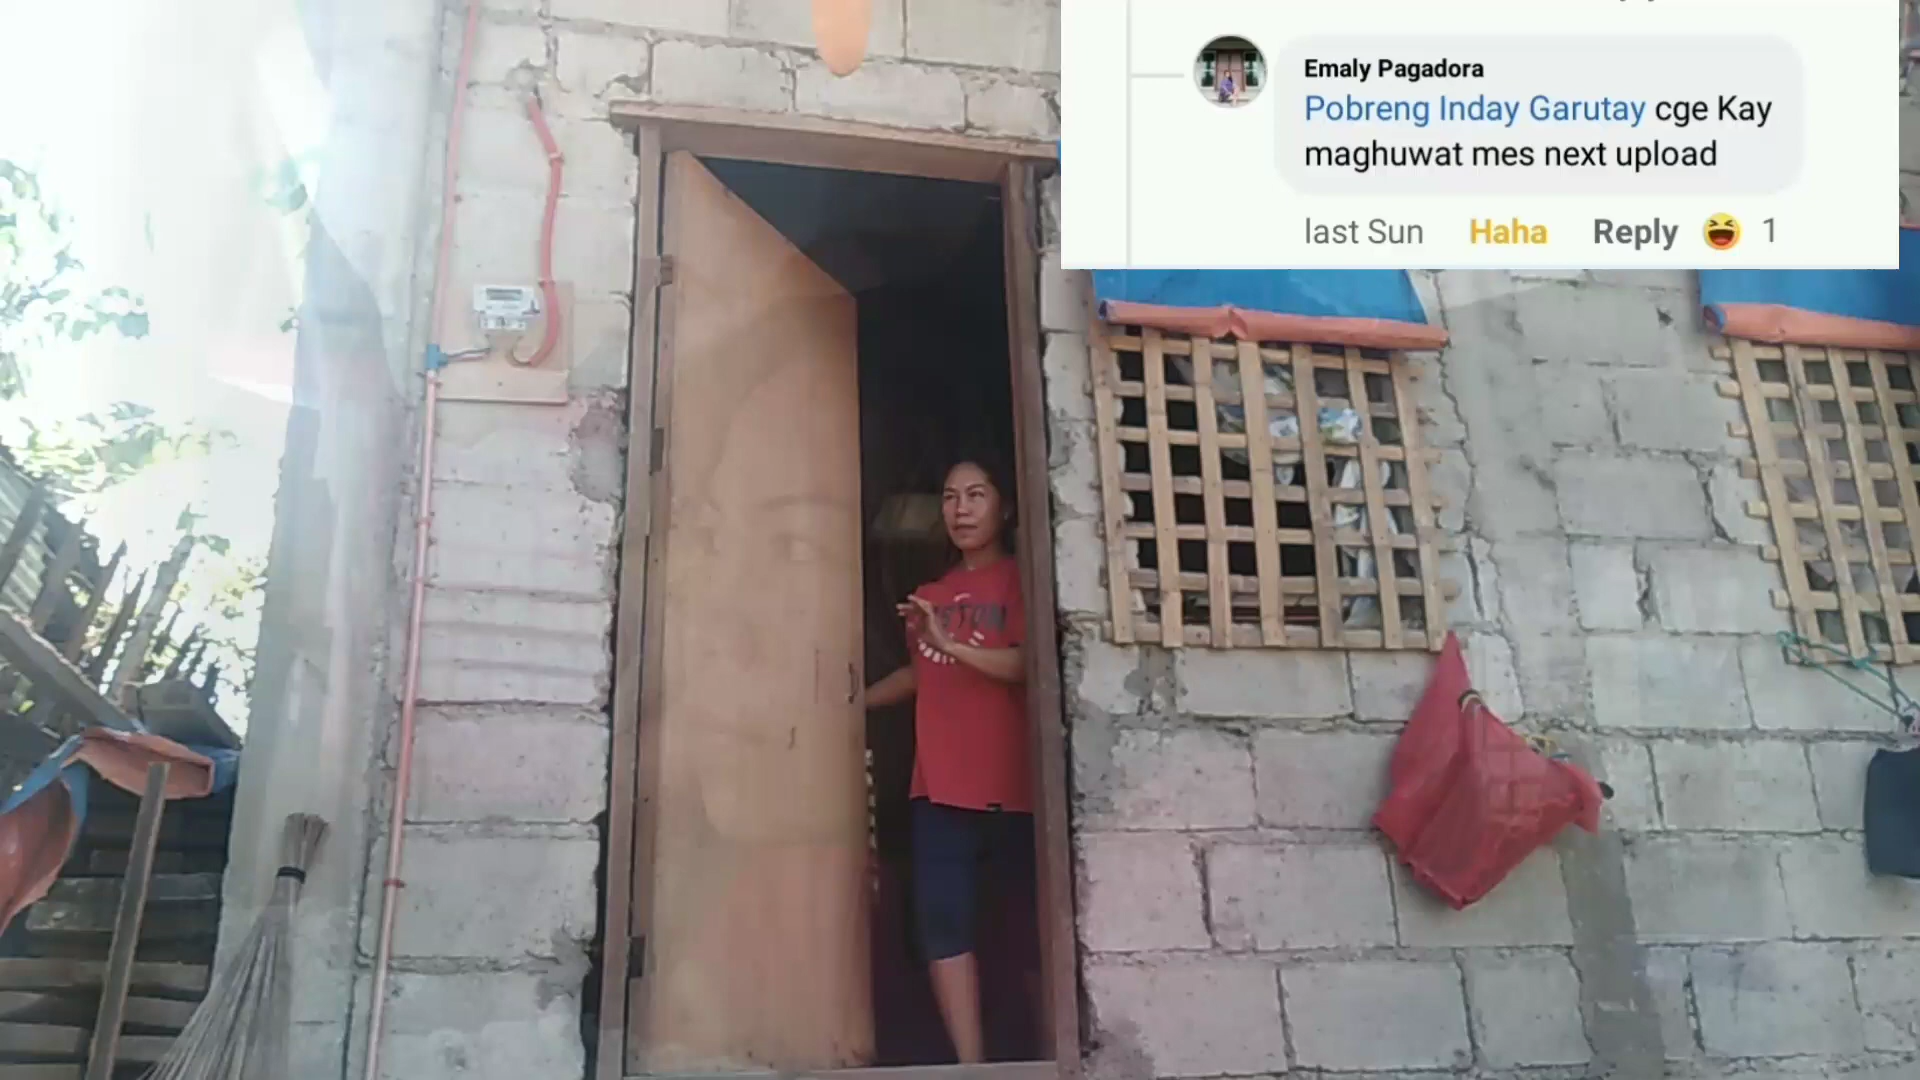 Emaly Pagadora
Pobreng Inday Garutay cge Kay
maghuwat mes next upload
last Sun Haha Reply 1